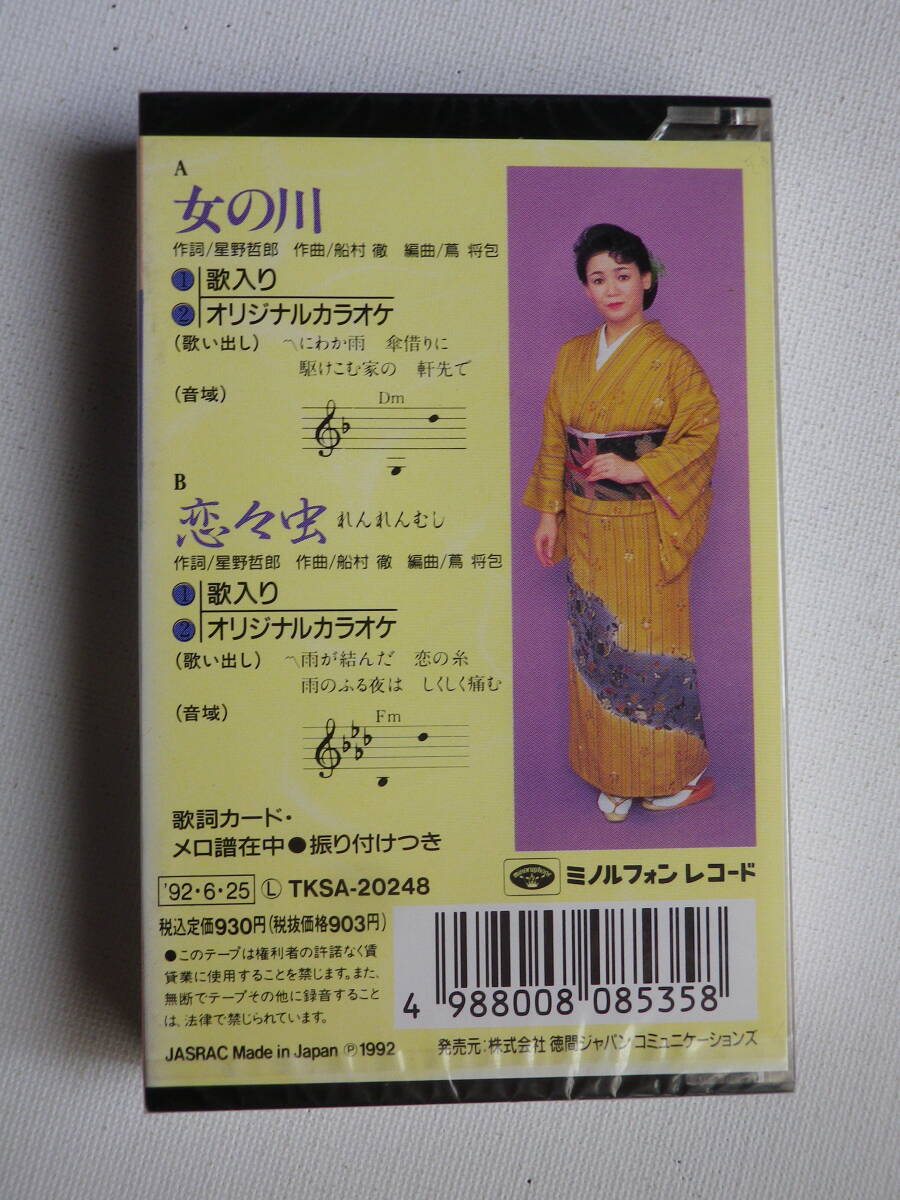 A
女の川
作詞/星野哲郎 作曲/船村 徹 編曲/蔦 将包
1 歌入り
2 オリジナルカラオケ
(歌い出し) 〽にわか雨 傘借りに
駆けこむ家の 軒先で
(音域)
Dm
B
恋々虫 れんれんむし
作詞/星野哲郎 作曲/船村 徹 編曲/蔦 将包
1 歌入り
2 オリジナルカラオケ
(歌い出し) 〽雨が結んだ 恋の糸
雨のふる夜は しくしく痛む
(音域)
Fm
歌詞カード・
メロ譜在中●振り付けつき
ミノルフォン レコード
'92・6・25 Ⓛ TKSA-20248
税込定価930円(税抜価格903円)
●このテープは権利者の許諾なく賃
貸業に使用することを禁じます。また、
無断でテープその他に録音すること
は、法律で禁じられています。
4 988008 085358
JASRAC Made in Japan Ⓟ1992
発売元:株式会社 徳間ジャパンコミュニケーションズ